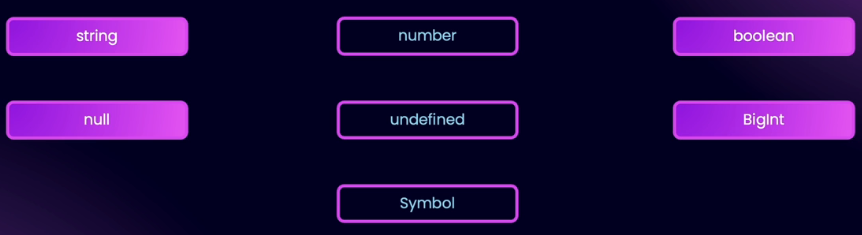 string
number
boolean
null
undefined
BigInt
Symbol